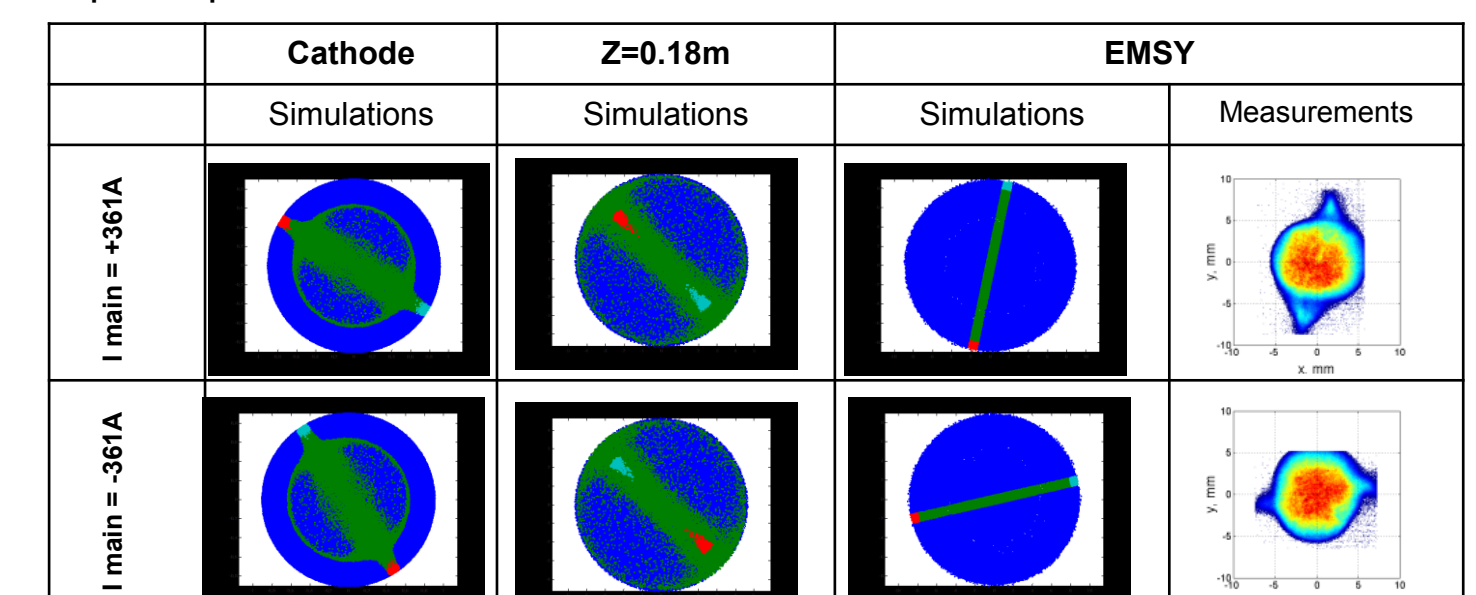 Cathode Z=0.18m EMSY
Simulations Simulations Simulations Measurements
I main = +361A
10
5
0
-5
-10
y, mm
-10 -5 0 5 10
x. mm
I main = -361A
10
5
0
-5
-10
y, mm
-10 -5 0 5 10